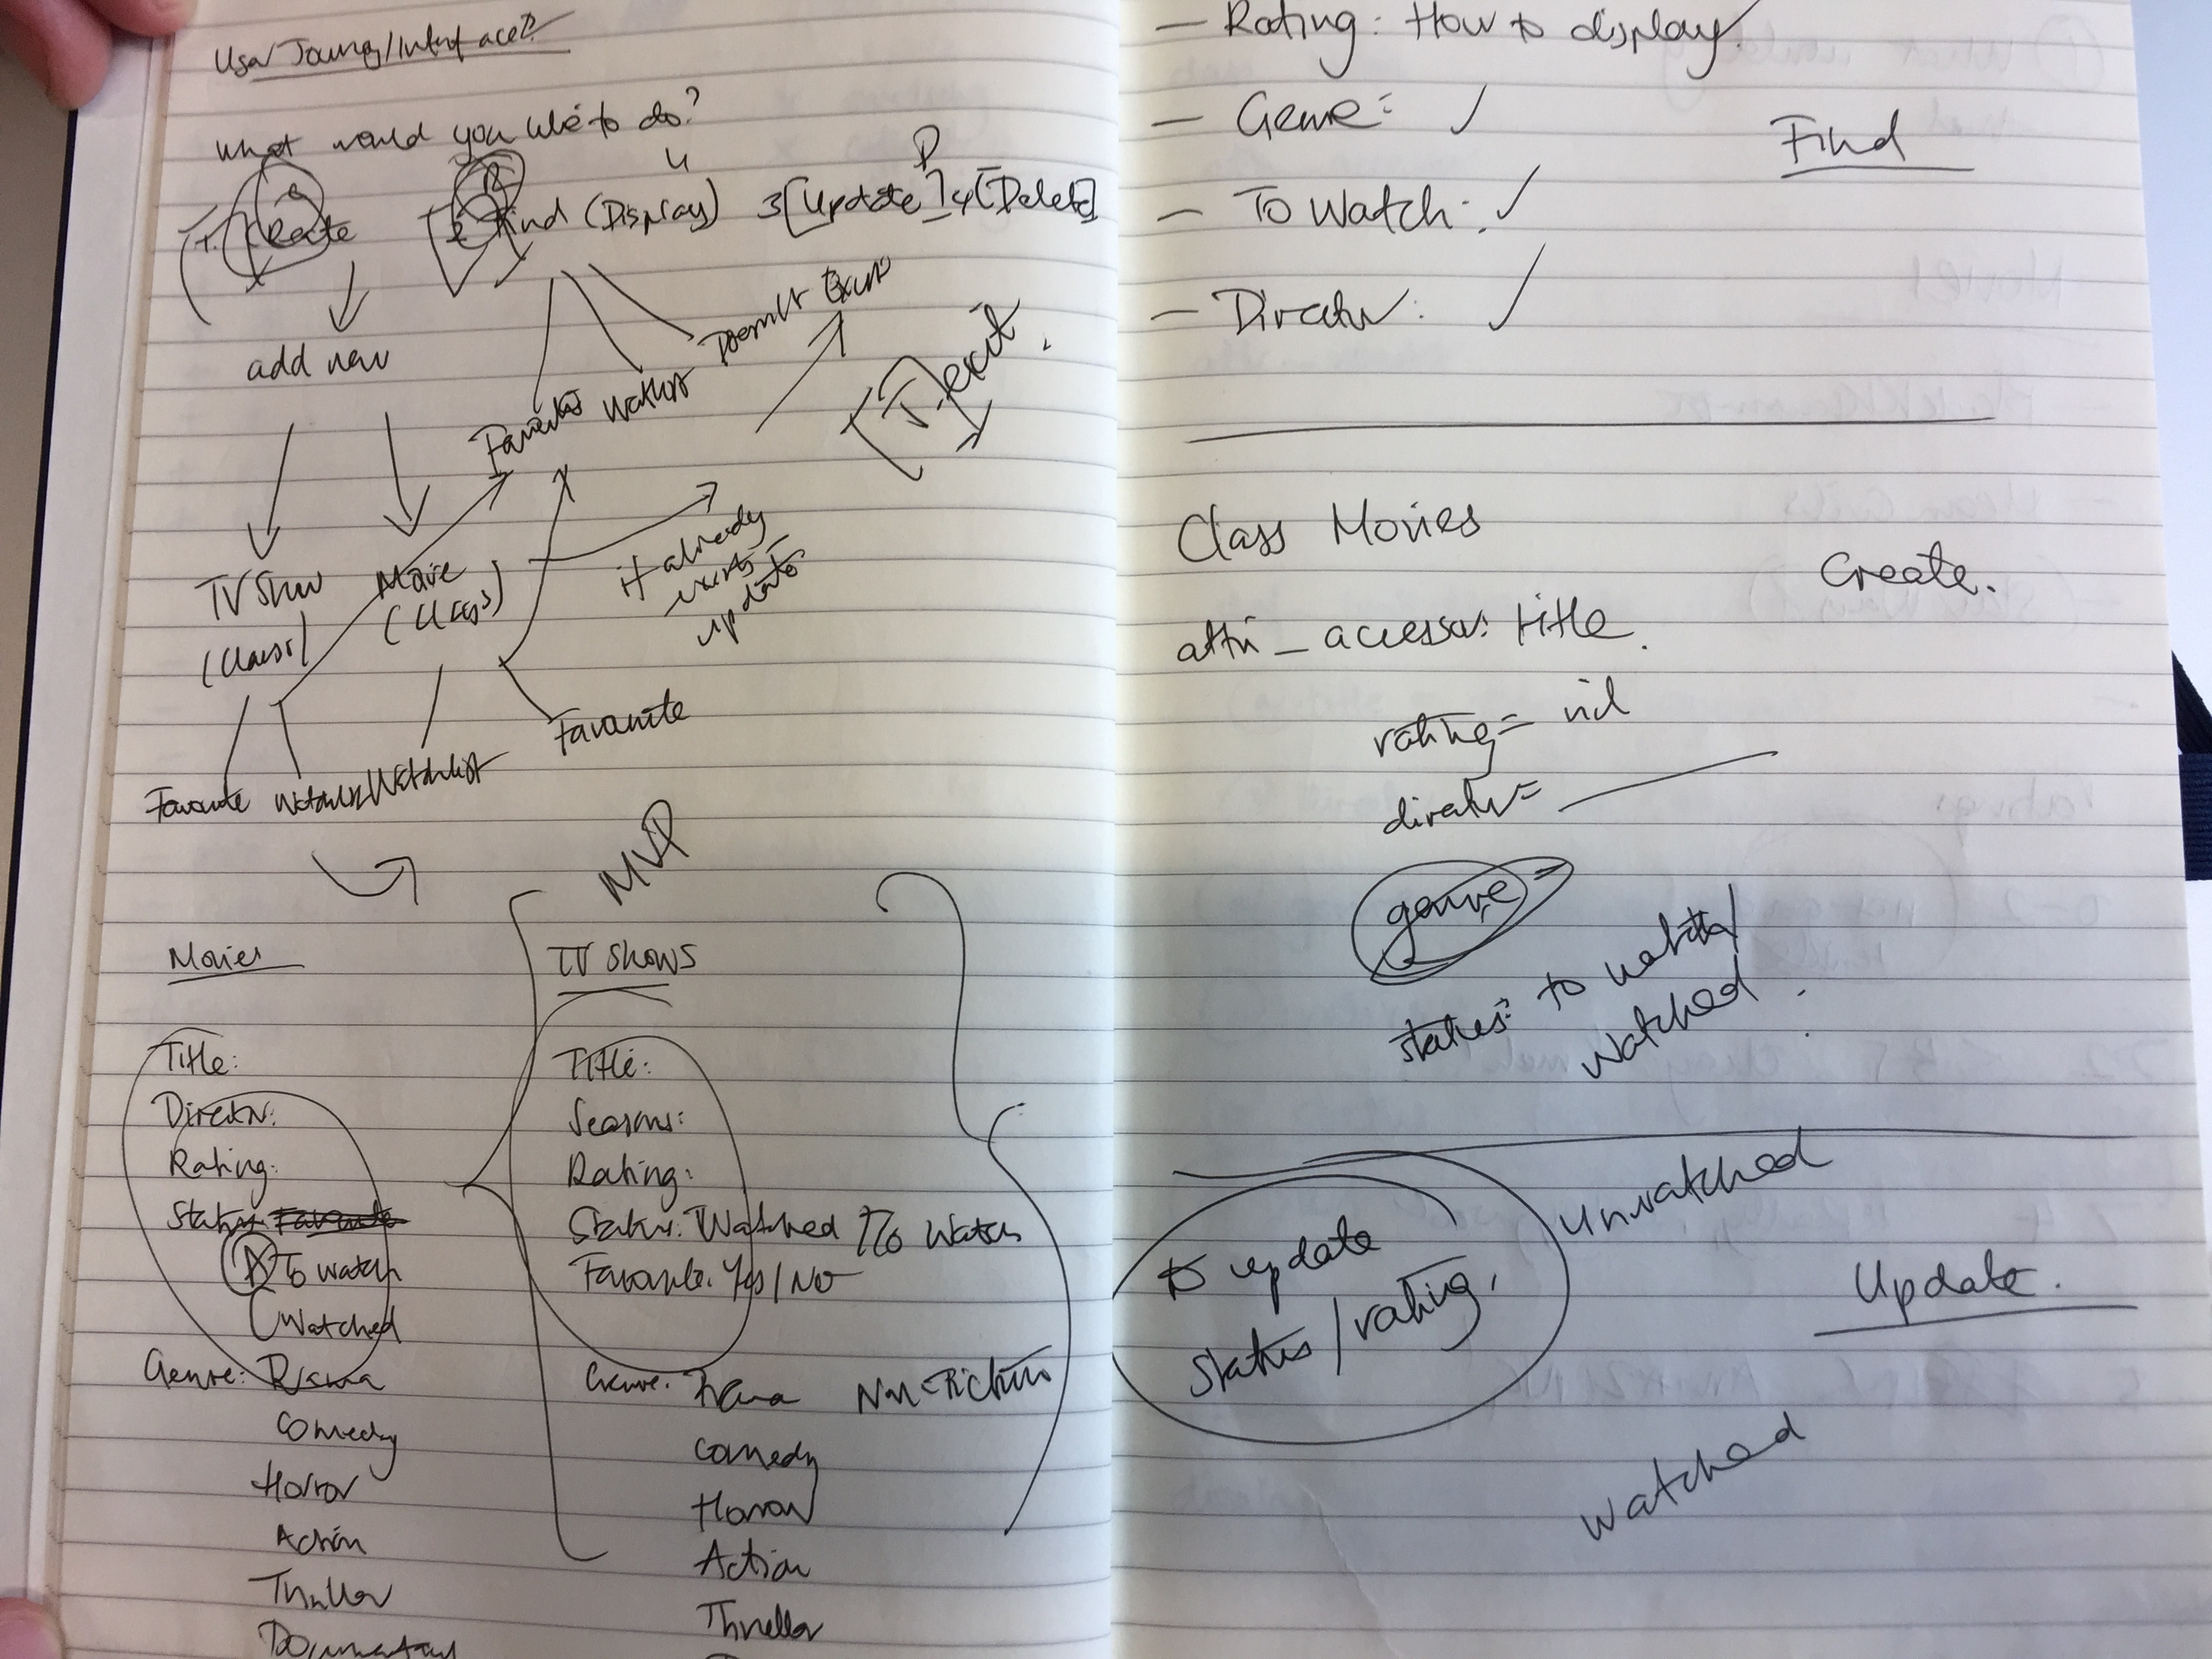 User Journey/Interface?
What would you like to do?
C R U D
1. Create 2 Find (Display) 3[Update] 4[Delete]
add new
Favourites Watchlist Doesn't Exist
exit.
TV Show
(Class)
Movie
(Class)
if already
exists
update
Favourite Watchlist Watchlist Favourite
MVP
Movies
Title:
Director:
Rating:
Status: Favourite
To watch
Watched
Genre: Drama
Comedy
Horror
Action
Thriller
TV Shows
Title:
Seasons:
Rating:
Status: Watched / To Watch
Favourite: Yes / No
Genre: Drama Non-Fiction
Comedy
Horror
Action
Thriller
— Rating: How to display.
— Genre: ✓
Find
— To Watch: ✓
— Director: ✓
Class Movies
Create.
attr_accessor: title.
rating = nil
director =
genre =
status: to watch/
watched.
to update
status/rating.
unwatched
Update.
watched